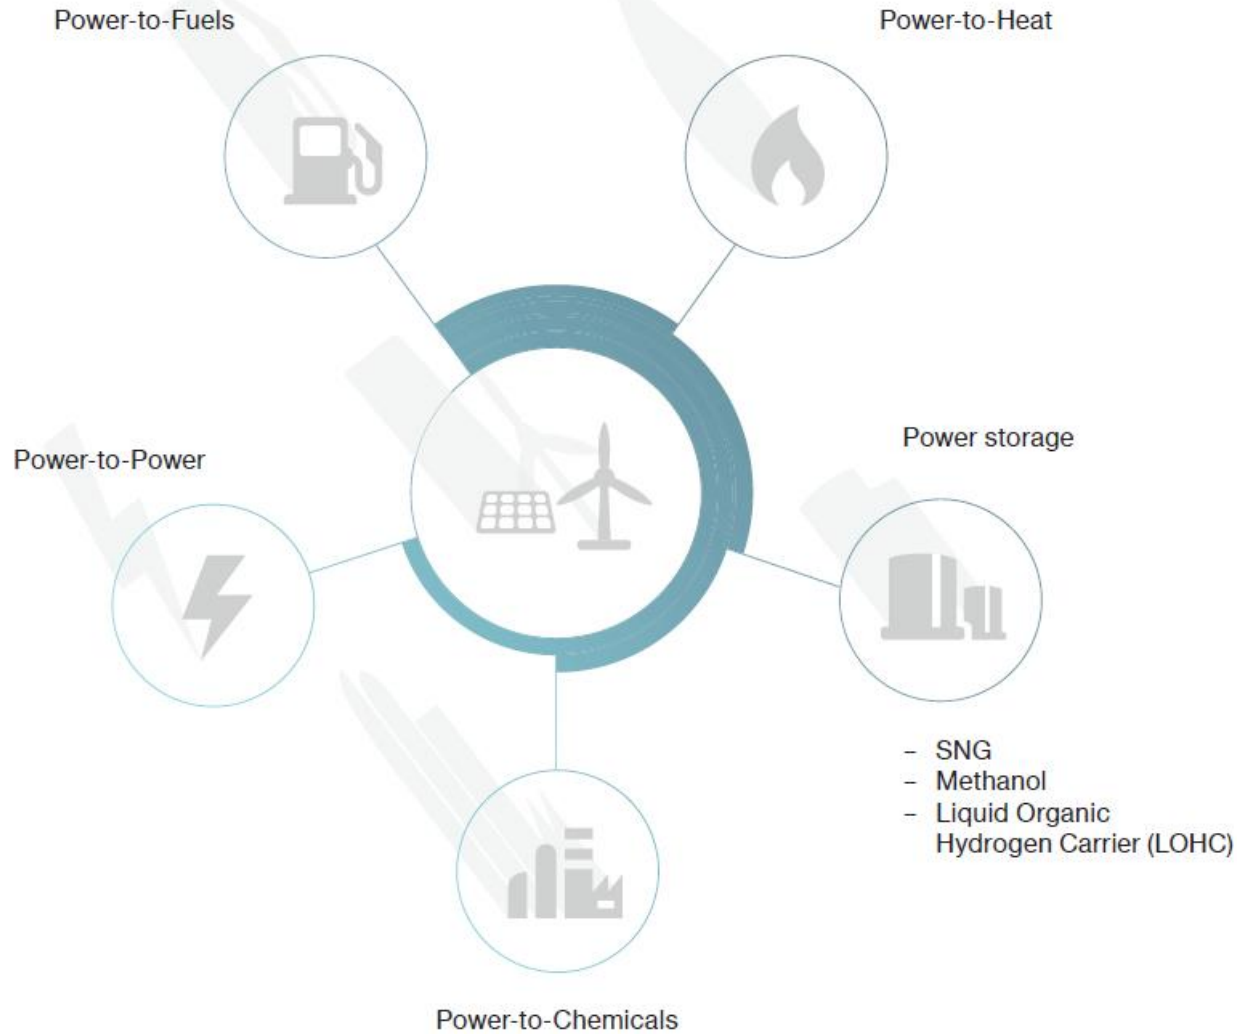 Power-to-Fuels
Power-to-Heat
Power storage
Power-to-Power
– SNG
– Methanol
– Liquid Organic
Hydrogen Carrier (LOHC)
Power-to-Chemicals